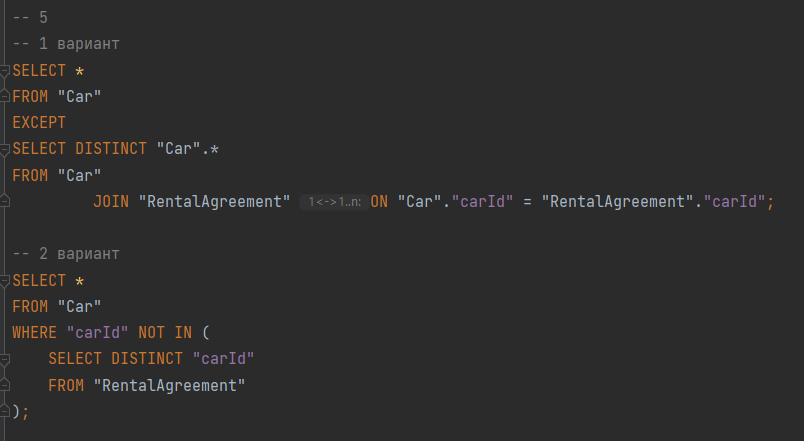 -- 5
-- 1 вариант
SELECT *
FROM "Car"
EXCEPT
SELECT DISTINCT "Car".*
FROM "Car"
JOIN "RentalAgreement" 1<->1..n: ON "Car"."carId" = "RentalAgreement"."carId";
-- 2 вариант
SELECT *
FROM "Car"
WHERE "carId" NOT IN (
SELECT DISTINCT "carId"
FROM "RentalAgreement"
);